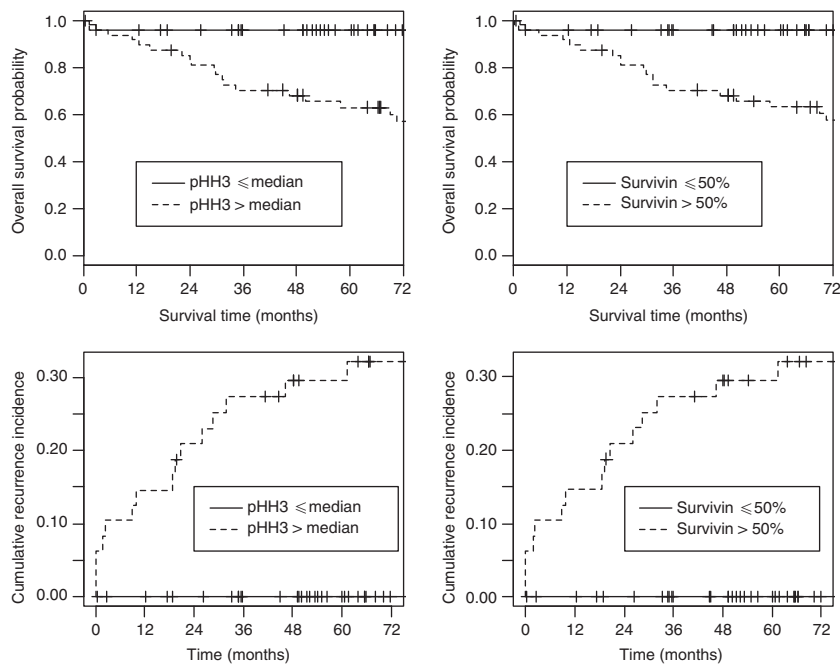 Overall survival probability
1.0
0.8
0.6
0.4
0.2
0.0
pHH3 ⩽ median
pHH3 > median
0 12 24 36 48 60 72
Survival time (months)
Overall survival probability
1.0
0.8
0.6
0.4
0.2
0.0
Survivin ⩽ 50%
Survivin > 50%
0 12 24 36 48 60 72
Survival time (months)
Cumulative recurrence incidence
0.30
0.20
0.10
0.00
pHH3 ⩽ median
pHH3 > median
0 12 24 36 48 60 72
Time (months)
Cumulative recurrence incidence
0.30
0.20
0.10
0.00
Survivin ⩽ 50%
Survivin > 50%
0 12 24 36 48 60 72
Time (months)